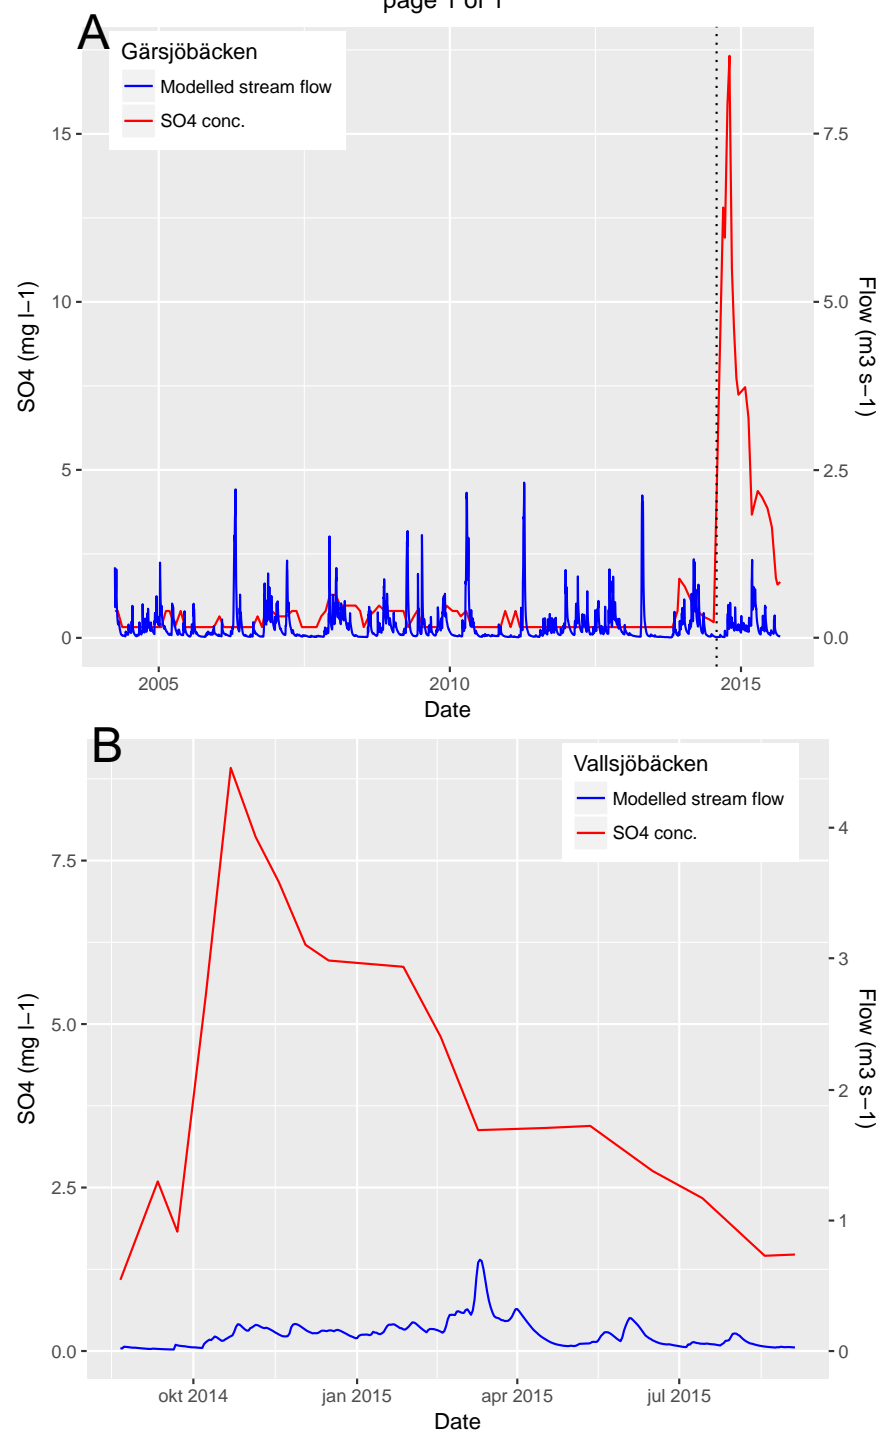 page 1 of 1
A
Gärsjöbäcken
Modelled stream flow
SO4 conc.
15
10
5
0
7.5
5.0
2.5
0.0
SO4 (mg l−1)
Flow (m3 s−1)
2005
2010
2015
Date
B
Vallsjöbäcken
Modelled stream flow
SO4 conc.
7.5
5.0
2.5
0.0
4
3
2
1
0
SO4 (mg l−1)
Flow (m3 s−1)
okt 2014
jan 2015
apr 2015
jul 2015
Date